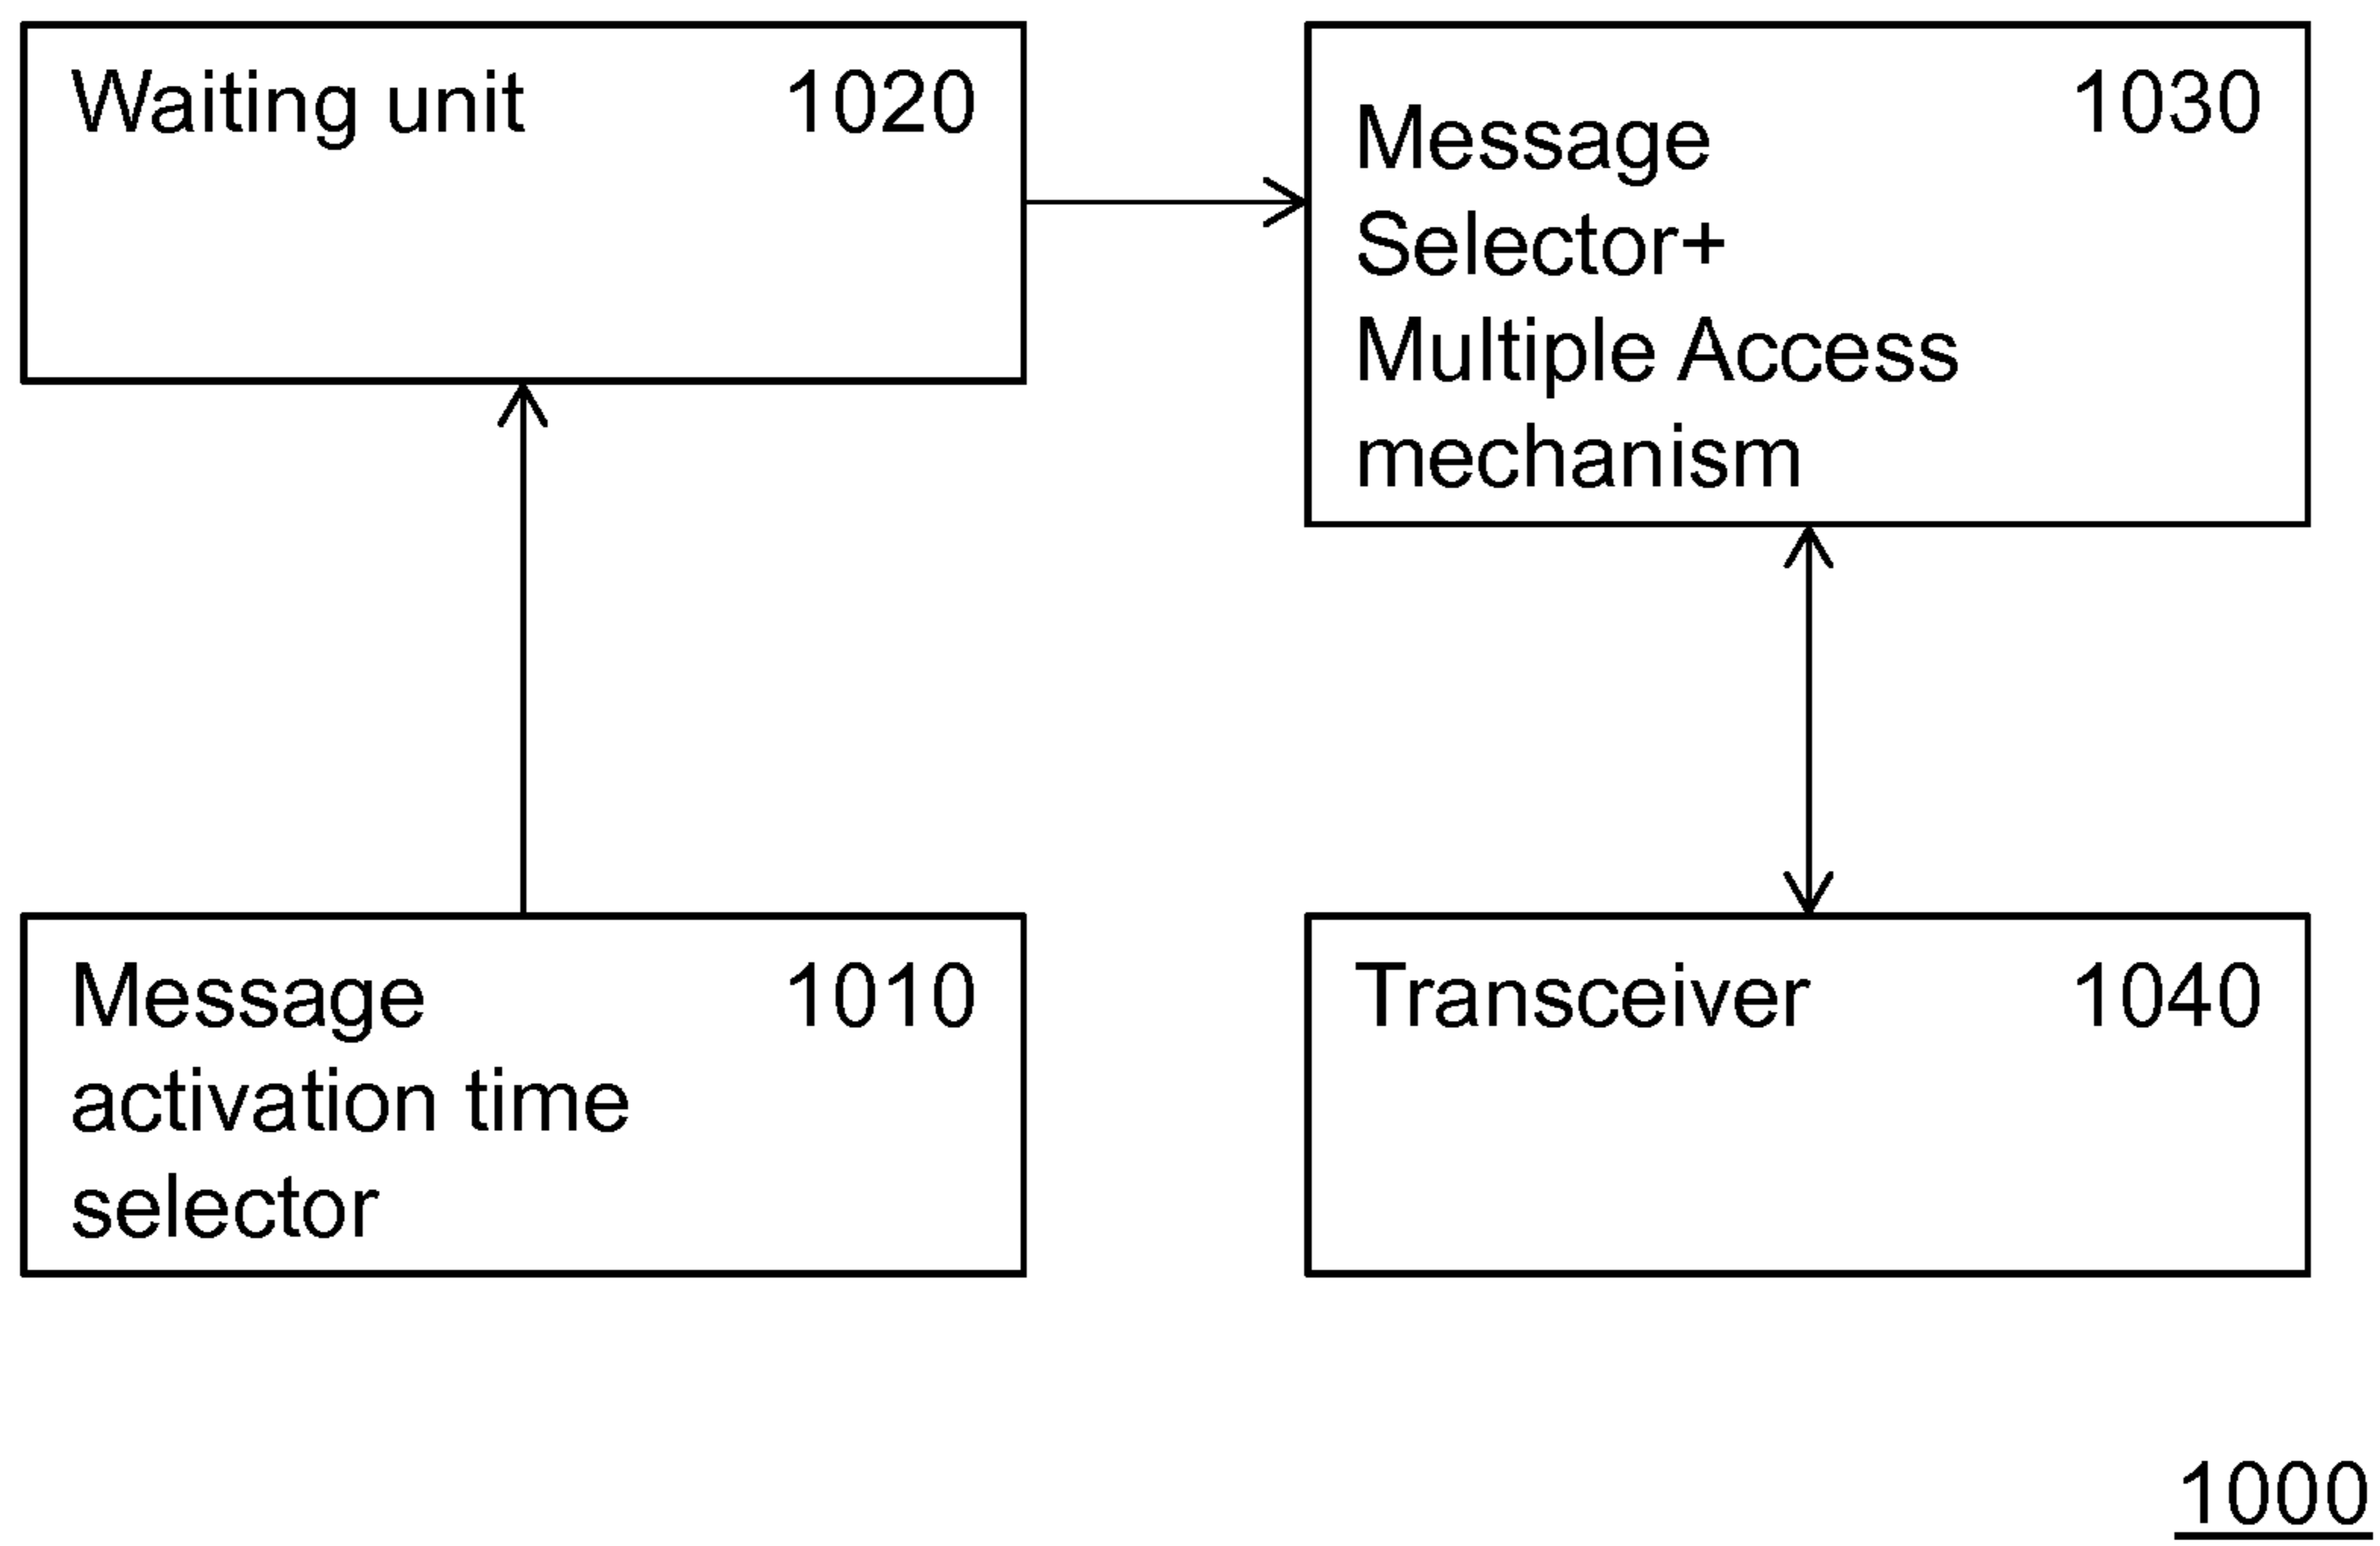 Waiting unit 1020
1030
Message
Selector+
Multiple Access
mechanism
Message 1010
activation time
selector
Transceiver 1040
1000